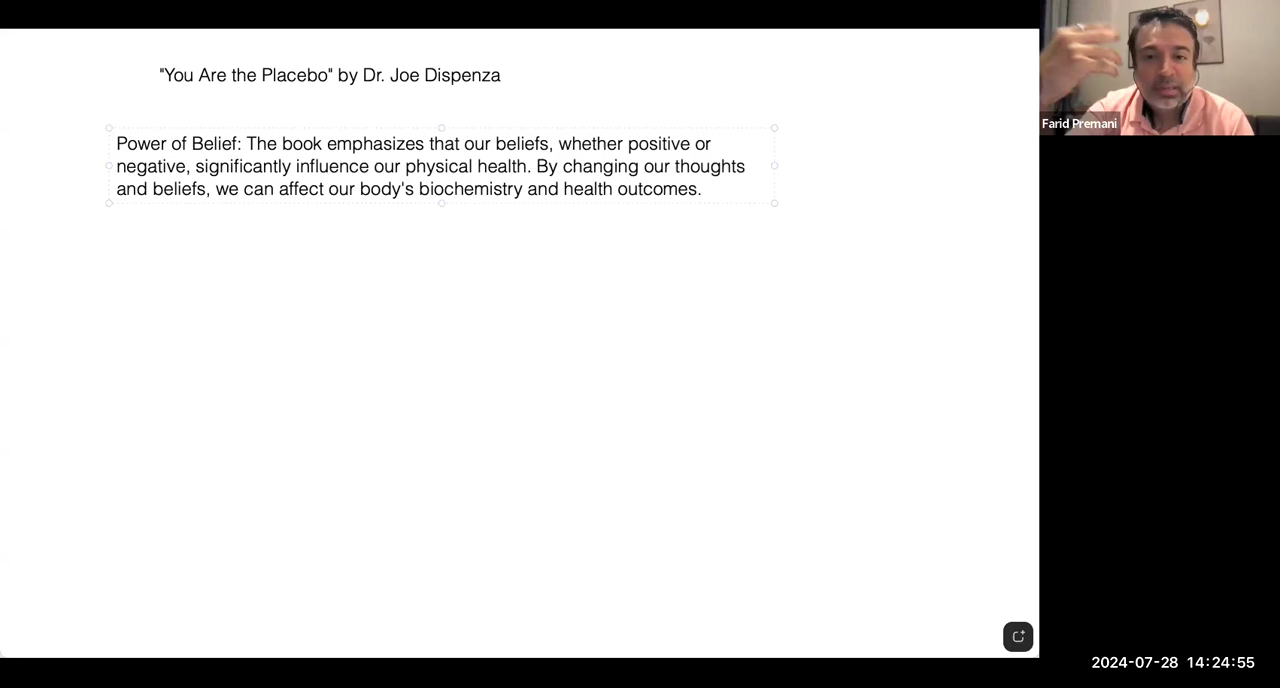 "You Are the Placebo" by Dr. Joe Dispenza
Power of Belief: The book emphasizes that our beliefs, whether positive or
negative, significantly influence our physical health. By changing our thoughts
and beliefs, we can affect our body's biochemistry and health outcomes.
Farid Premani
2024-07-28 14:24:55